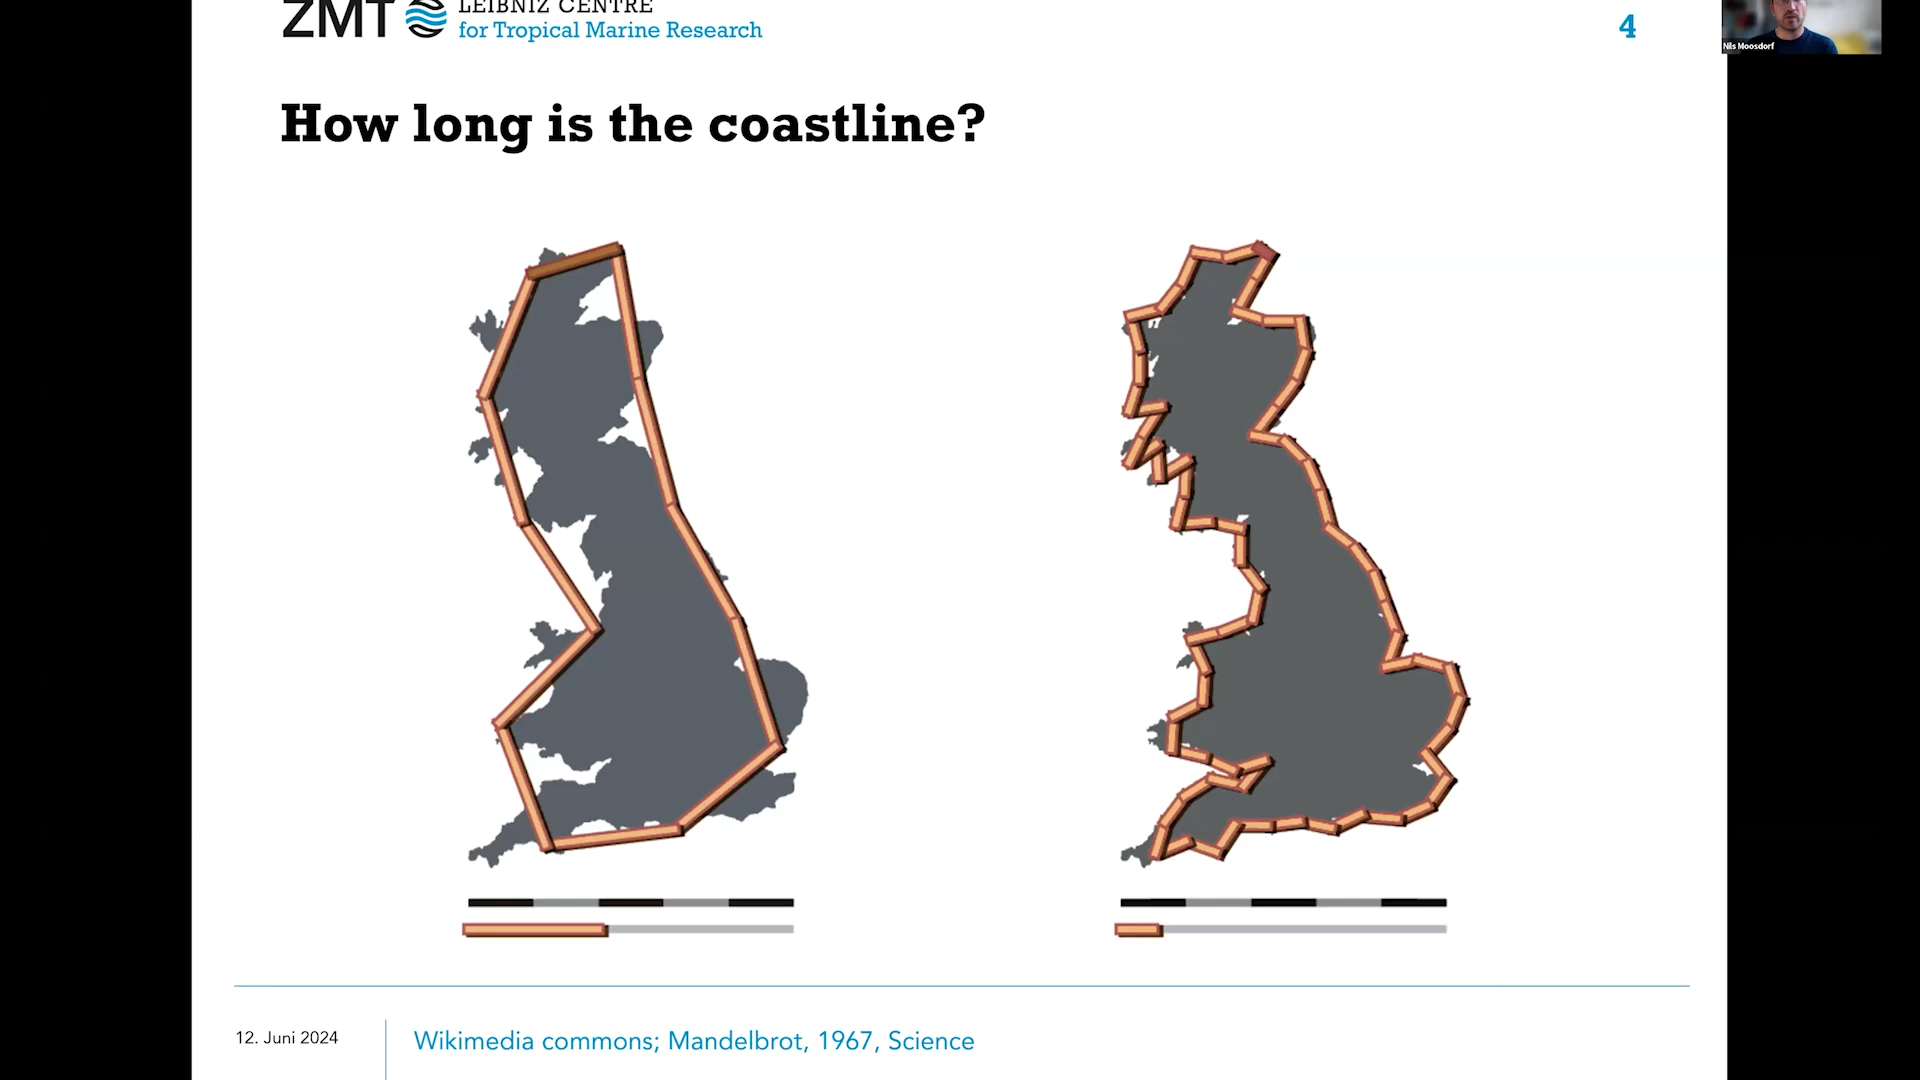 ZMT
LEIBNIZ CENTRE
for Tropical Marine Research
4
Nils Moosdorf
How long is the coastline?
12. Juni 2024
Wikimedia commons; Mandelbrot, 1967, Science